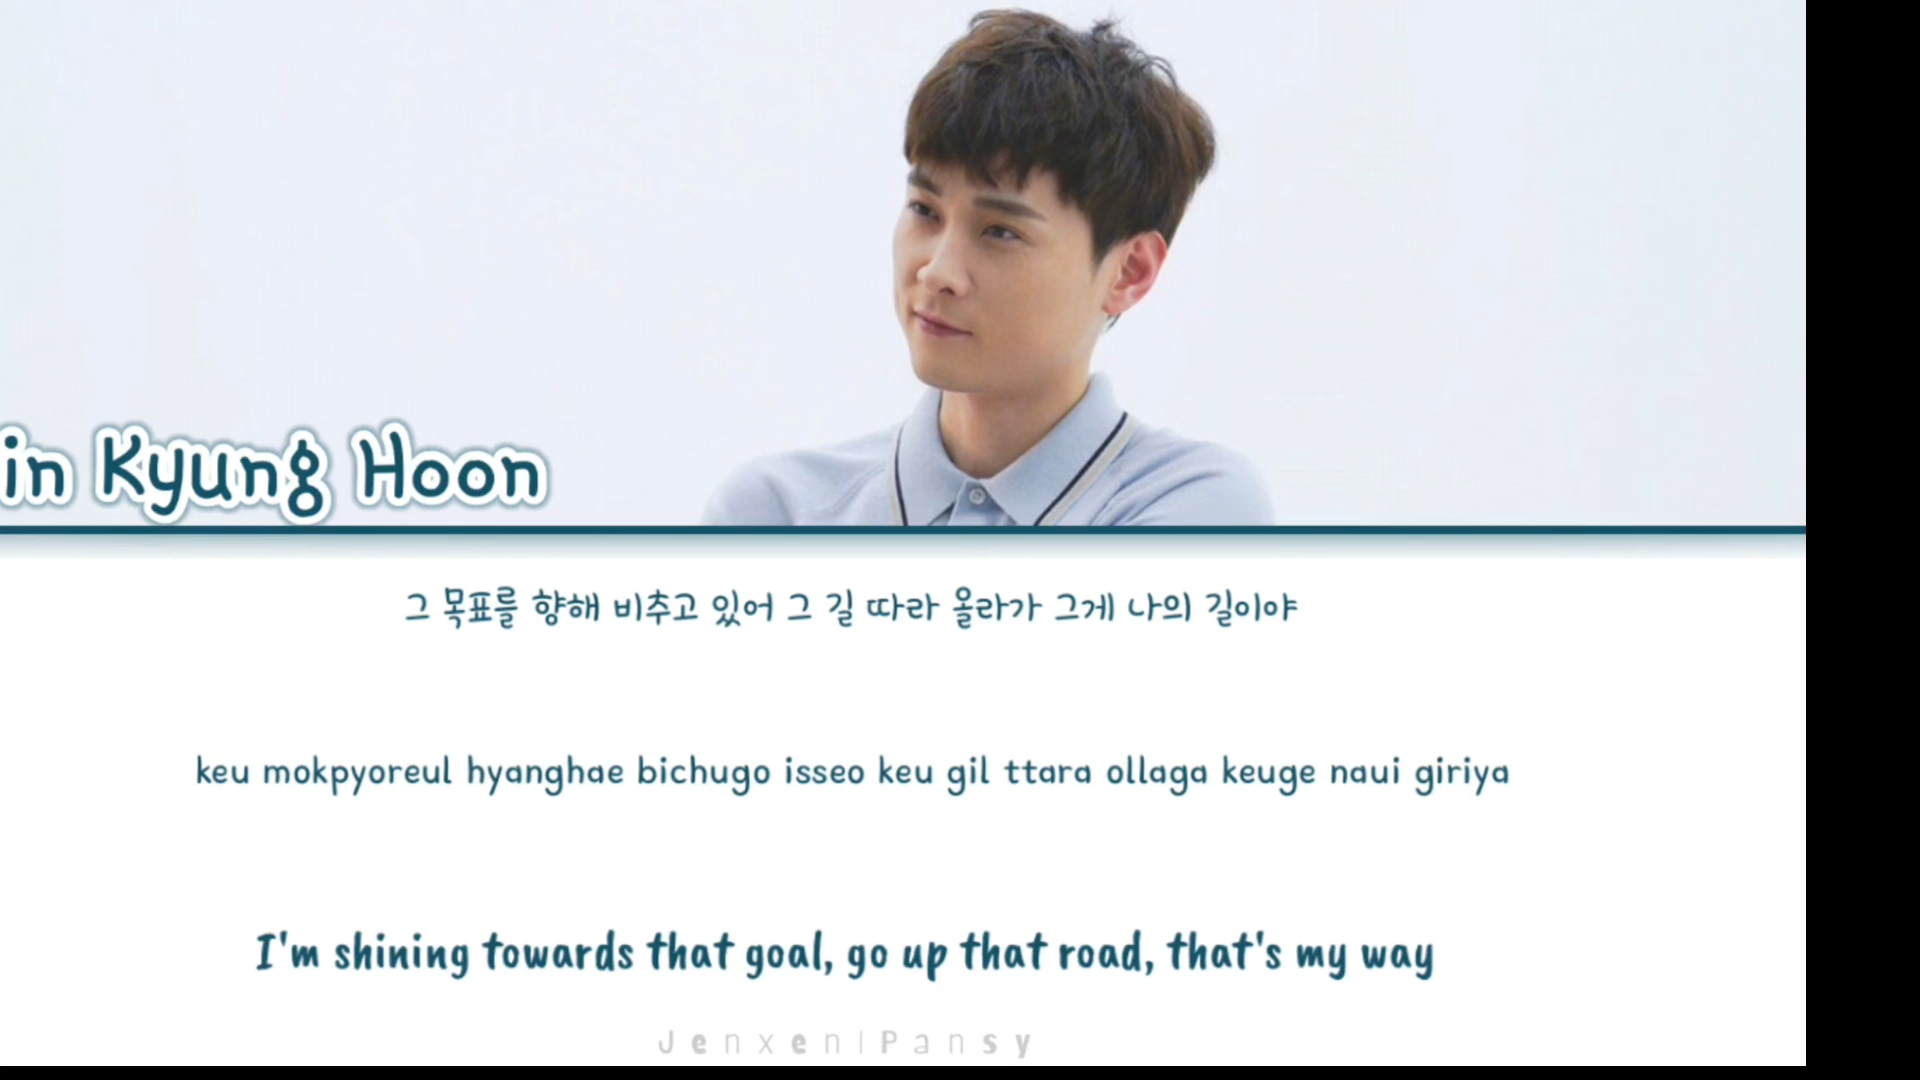 in Kyung Hoon
그 목표를 향해 비추고 있어 그 길 따라 올라가 그게 나의 길이야
keu mokpyoreul hyanghae bichugo isseo keu gil ttara ollaga keuge naui giriya
I'm shining towards that goal, go up that road, that's my way
Jenxen|Pansy